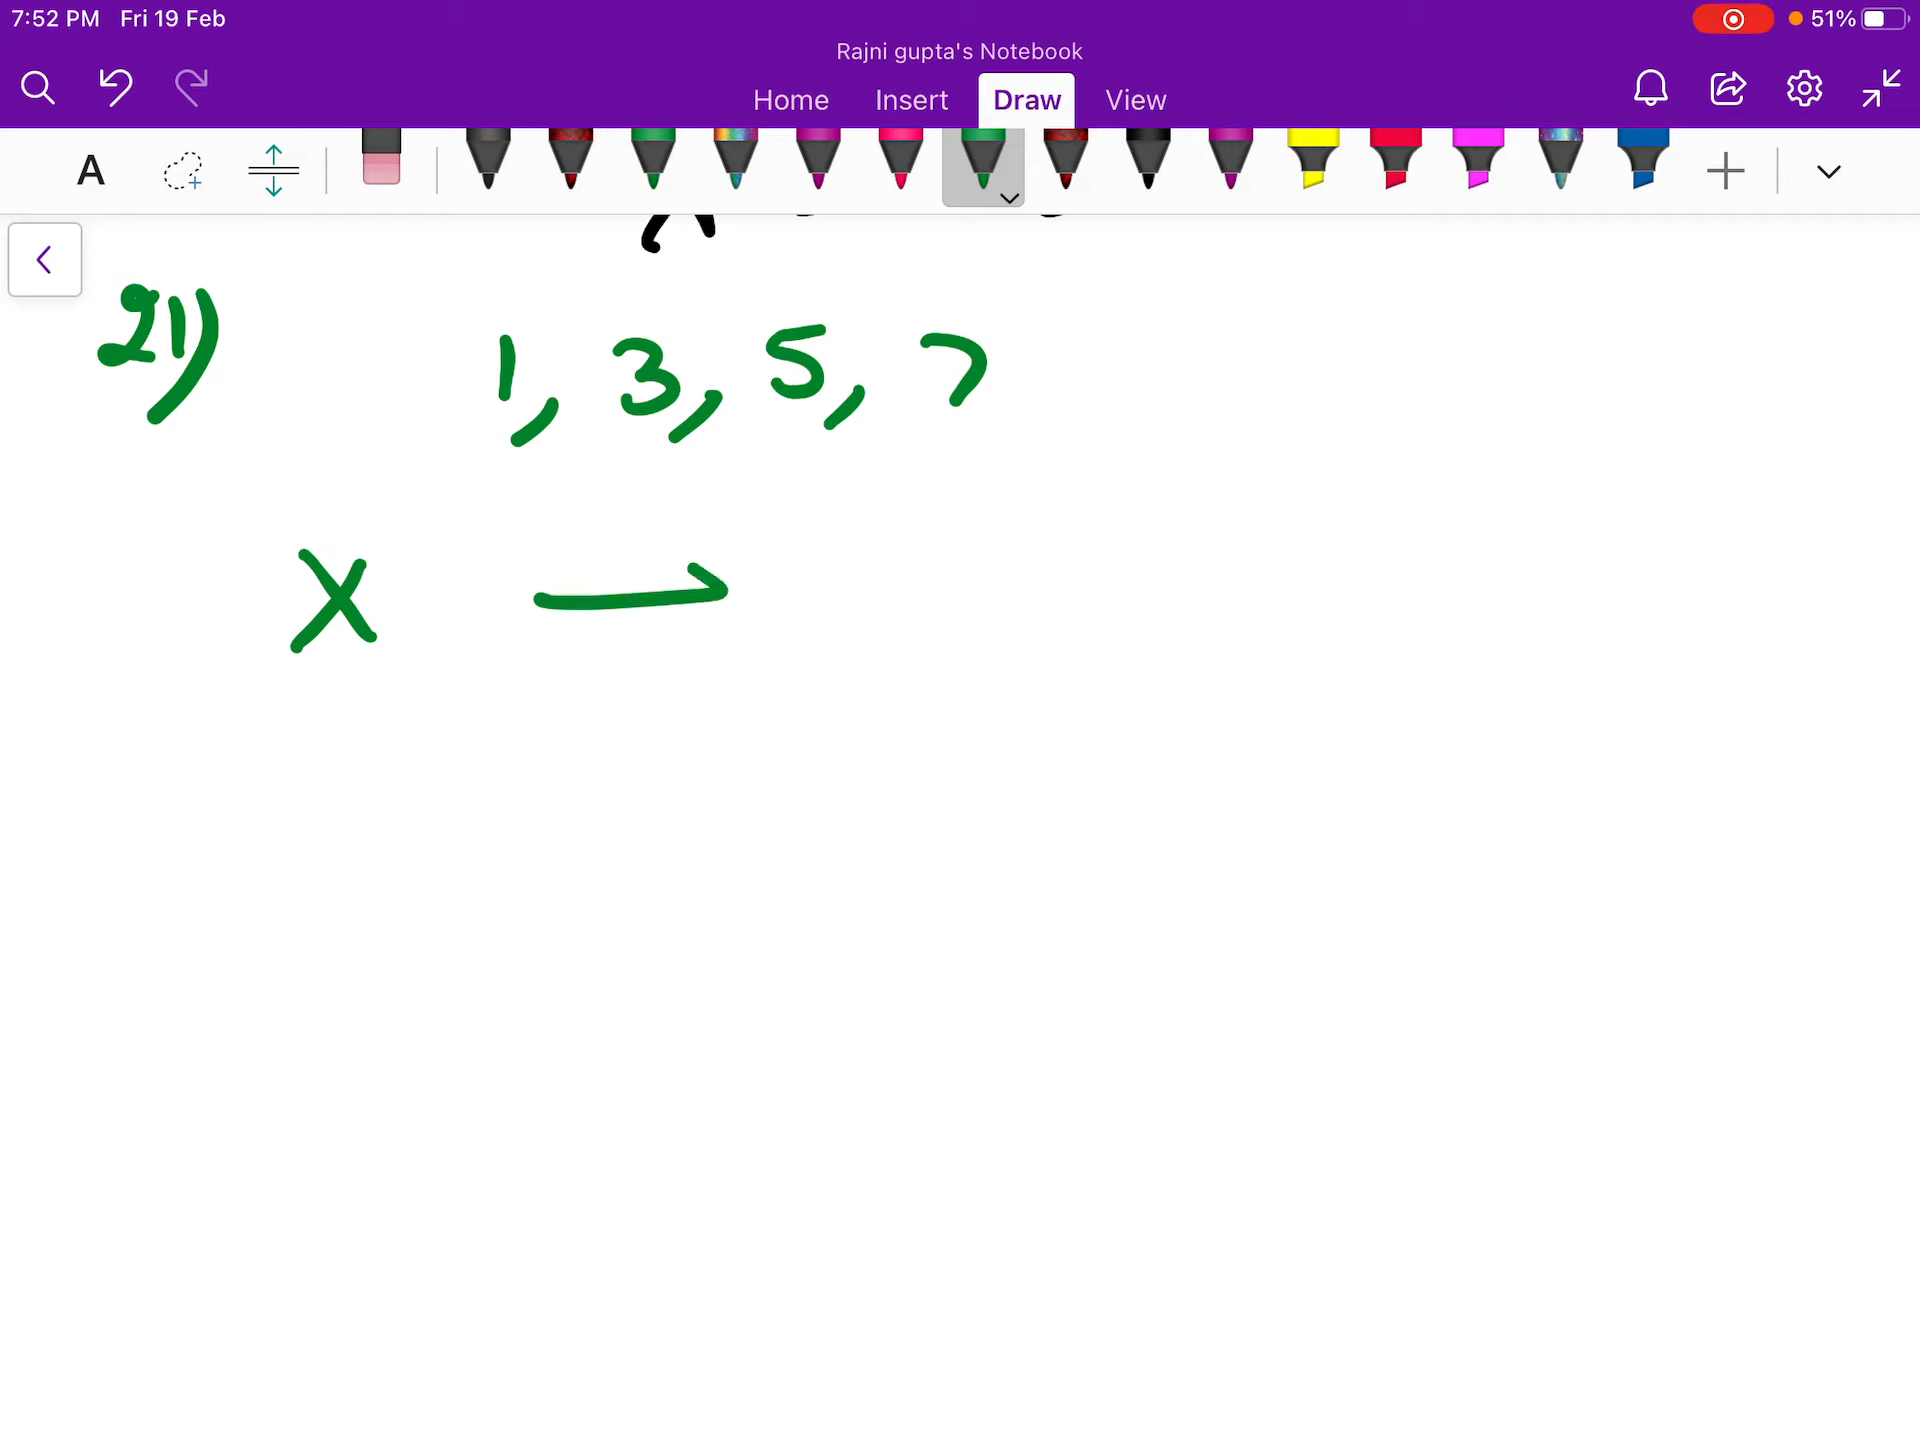 7:52 PM Fri 19 Feb
51%
Rajni gupta's Notebook
Home Insert Draw View
A
21) 1, 3, 5, 7
X →